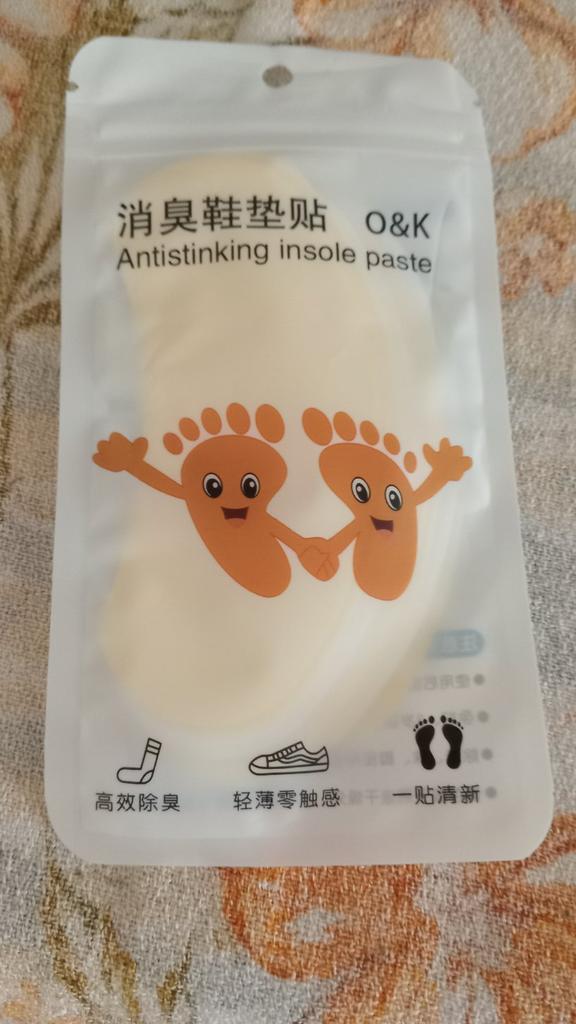 消臭鞋垫贴 O&K
Antistinking insole paste
高效除臭 轻薄零触感 一贴清新